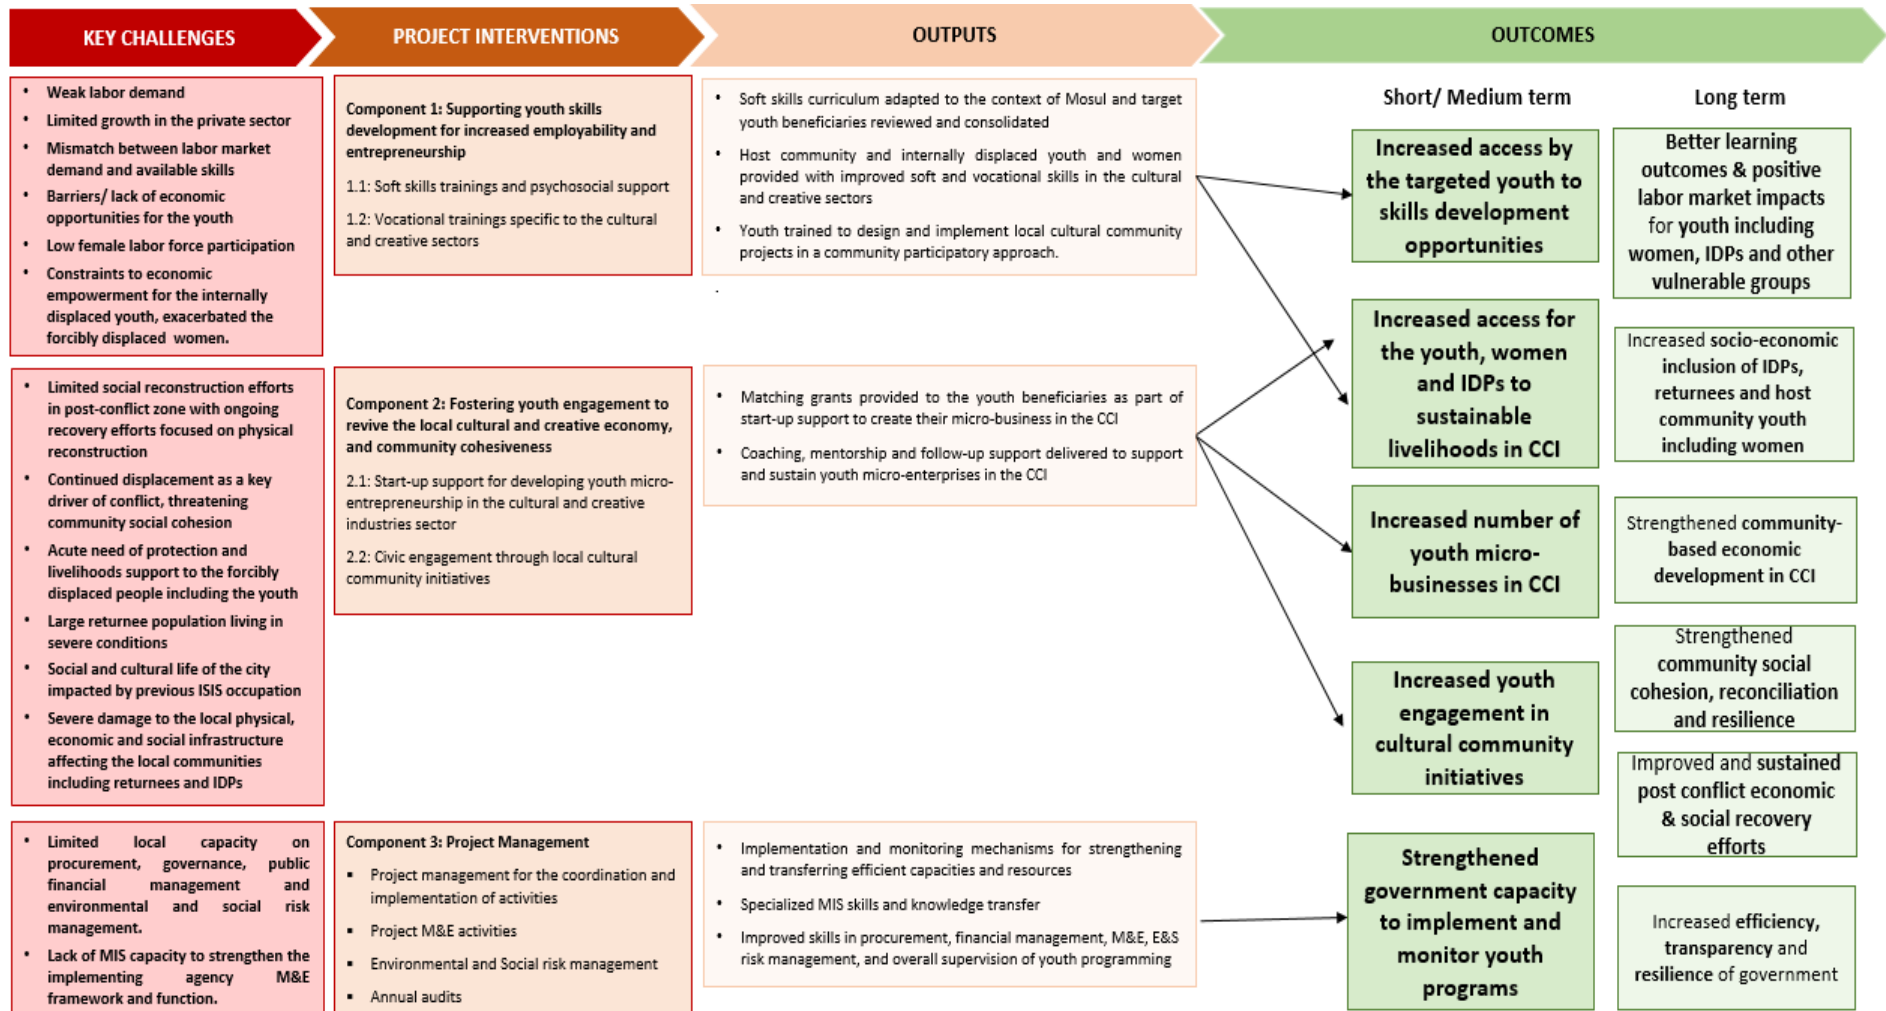 KEY CHALLENGES
PROJECT INTERVENTIONS
OUTPUTS
OUTCOMES
• Weak labor demand
• Limited growth in the private sector
• Mismatch between labor market
demand and available skills
• Barriers/ lack of economic
opportunities for the youth
• Low female labor force participation
• Constraints to economic
empowerment for the internally
displaced youth, exacerbated the
forcibly displaced women.
Component 1: Supporting youth skills
development for increased employability and
entrepreneurship
1.1: Soft skills trainings and psychosocial support
1.2: Vocational trainings specific to the cultural
and creative sectors
• Soft skills curriculum adapted to the context of Mosul and target
youth beneficiaries reviewed and consolidated
• Host community and internally displaced youth and women
provided with improved soft and vocational skills in the cultural
and creative sectors
• Youth trained to design and implement local cultural community
projects in a community participatory approach.
.
• Limited social reconstruction efforts
in post-conflict zone with ongoing
recovery efforts focused on physical
reconstruction
• Continued displacement as a key
driver of conflict, threatening
community social cohesion
• Acute need of protection and
livelihoods support to the forcibly
displaced people including the youth
• Large returnee population living in
severe conditions
• Social and cultural life of the city
impacted by previous ISIS occupation
• Severe damage to the local physical,
economic and social infrastructure
affecting the local communities
including returnees and IDPs
Component 2: Fostering youth engagement to
revive the local cultural and creative economy,
and community cohesiveness
2.1: Start-up support for developing youth micro-
entrepreneurship in the cultural and creative
industries sector
2.2: Civic engagement through local cultural
community initiatives
• Matching grants provided to the youth beneficiaries as part of
start-up support to create their micro-business in the CCI
• Coaching, mentorship and follow-up support delivered to support
and sustain youth micro-enterprises in the CCI
• Limited local capacity on
procurement, governance, public
financial management and
environmental and social risk
management.
• Lack of MIS capacity to strengthen the
implementing agency M&E
framework and function.
Component 3: Project Management
▪ Project management for the coordination and
implementation of activities
▪ Project M&E activities
▪ Environmental and Social risk management
▪ Annual audits
• Implementation and monitoring mechanisms for strengthening
and transferring efficient capacities and resources
• Specialized MIS skills and knowledge transfer
• Improved skills in procurement, financial management, M&E, E&S
risk management, and overall supervision of youth programming
Short/ Medium term
Increased access by
the targeted youth to
skills development
opportunities
Increased access for
the youth, women
and IDPs to
sustainable
livelihoods in CCI
Increased number of
youth micro-
businesses in CCI
Increased youth
engagement in
cultural community
initiatives
Strengthened
government capacity
to implement and
monitor youth
programs
Long term
Better learning
outcomes & positive
labor market impacts
for youth including
women, IDPs and other
vulnerable groups
Increased socio-economic
inclusion of IDPs,
returnees and host
community youth
including women
Strengthened community-
based economic
development in CCI
Strengthened
community social
cohesion, reconciliation
and resilience
Improved and sustained
post conflict economic
& social recovery
efforts
Increased efficiency,
transparency and
resilience of government